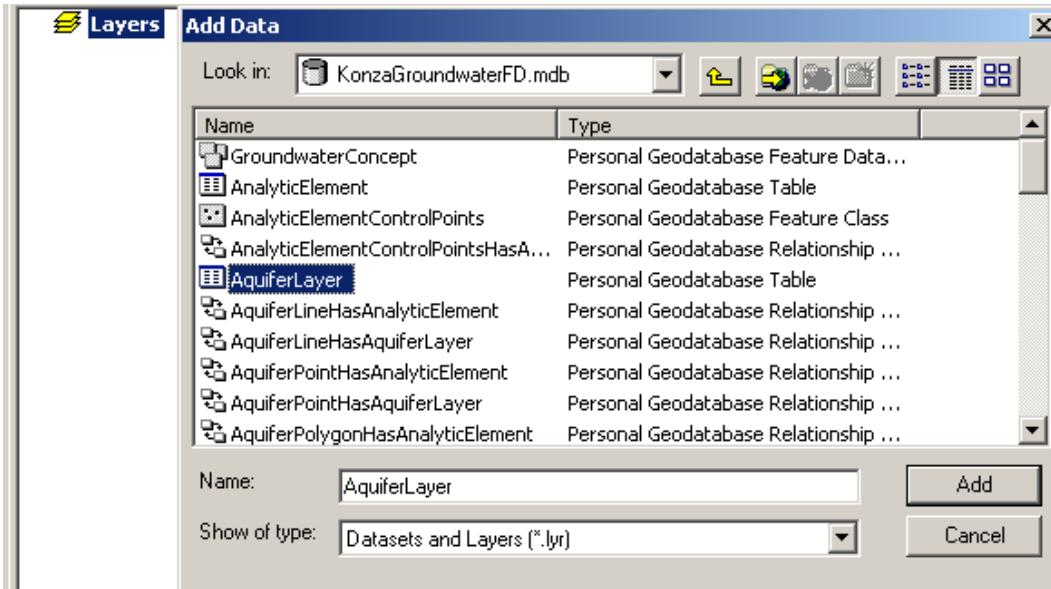 Layers
Add Data
Look in: KonzaGroundwaterFD.mdb
Name Type
GroundwaterConcept Personal Geodatabase Feature Data...
AnalyticElement Personal Geodatabase Table
AnalyticElementControlPoints Personal Geodatabase Feature Class
AnalyticElementControlPointsHasA... Personal Geodatabase Relationship ...
AquiferLayer Personal Geodatabase Table
AquiferLineHasAnalyticElement Personal Geodatabase Relationship ...
AquiferLineHasAquiferLayer Personal Geodatabase Relationship ...
AquiferPointHasAnalyticElement Personal Geodatabase Relationship ...
AquiferPointHasAquiferLayer Personal Geodatabase Relationship ...
AquiferPolygonHasAnalyticElement Personal Geodatabase Relationship ...
Name: AquiferLayer Add
Show of type: Datasets and Layers (*.lyr) Cancel